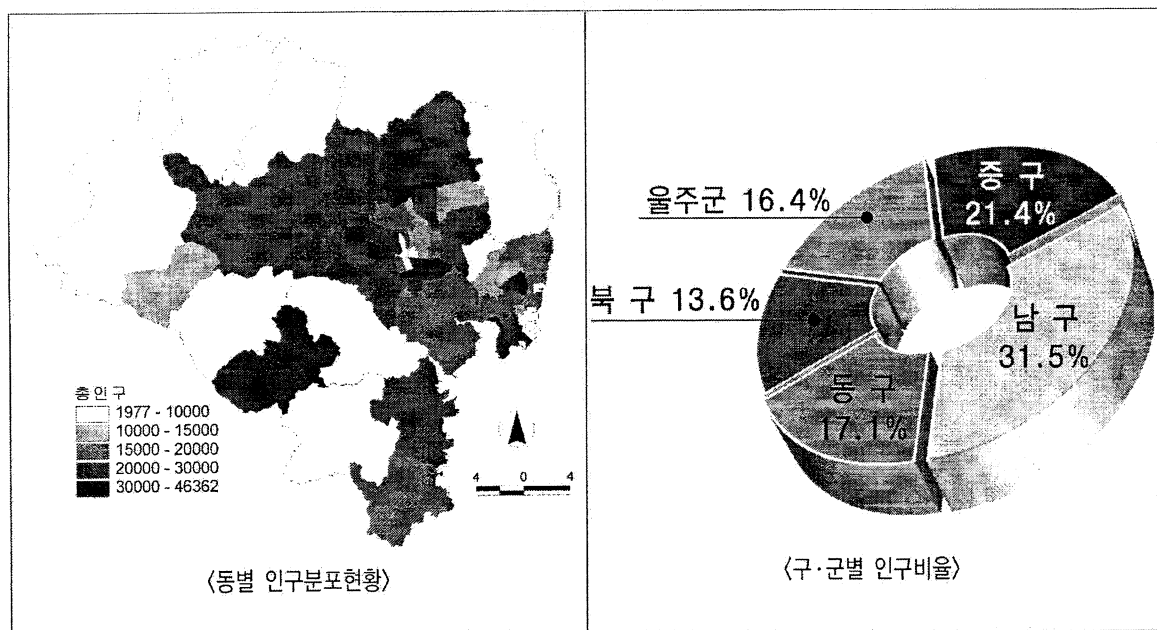 총인구
1977 - 10000
10000 - 15000
15000 - 20000
20000 - 30000
30000 - 46362
4 0 4
〈동별 인구분포현황〉
울주군 16.4%
중 구
21.4%
북 구 13.6%
남 구
31.5%
동 구
17.1%
〈구·군별 인구비율〉